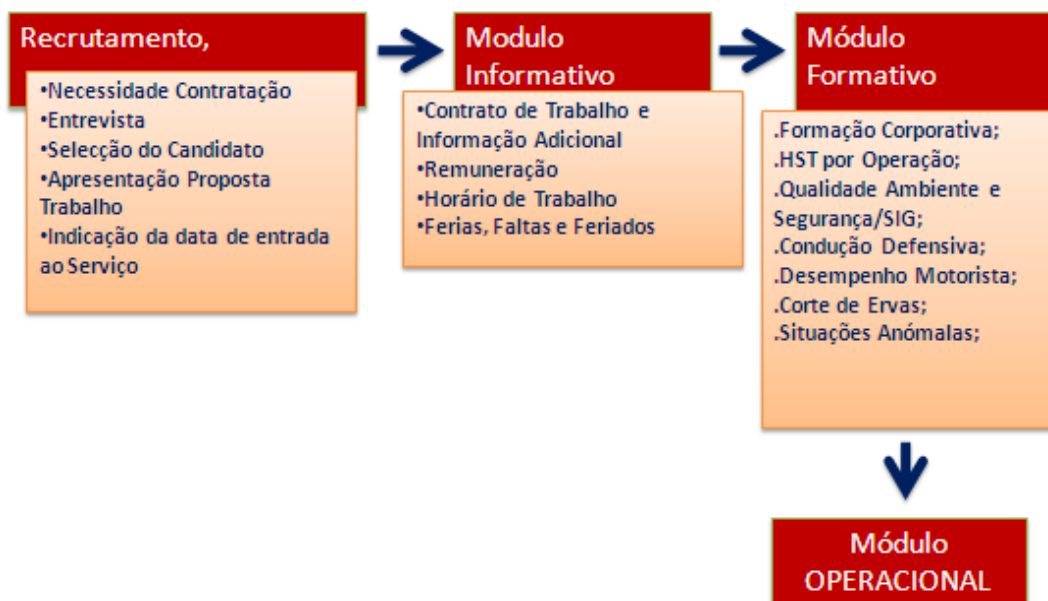 Recrutamento,
•Necessidade Contratação
•Entrevista
•Selecção do Candidato
•Apresentação Proposta
Trabalho
•Indicação da data de entrada
ao Serviço
Modulo
Informativo
•Contrato de Trabalho e
Informação Adicional
•Remuneração
•Horário de Trabalho
•Ferias, Faltas e Feriados
Módulo
Formativo
.Formação Corporativa;
.HST por Operação;
.Qualidade Ambiente e
Segurança/SIG;
.Condução Defensiva;
.Desempenho Motorista;
.Corte de Ervas;
.Situações Anómalas;
Módulo
OPERACIONAL